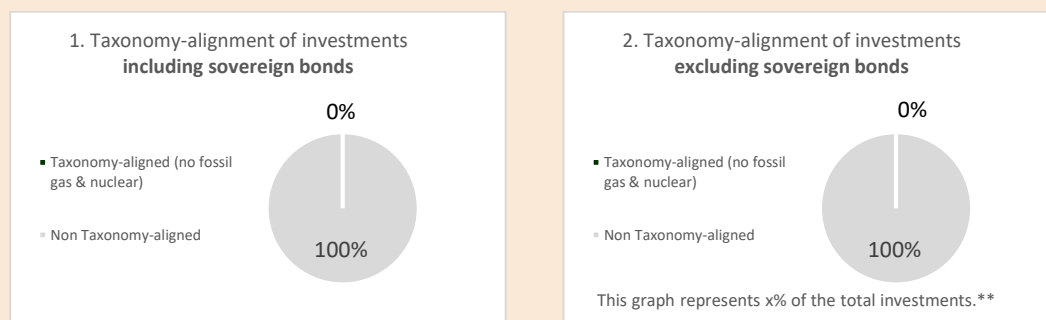 1. Taxonomy-alignment of investments
including sovereign bonds
0%
Taxonomy-aligned (no fossil
gas & nuclear)
Non Taxonomy-aligned
100%
2. Taxonomy-alignment of investments
excluding sovereign bonds
0%
Taxonomy-aligned (no fossil
gas & nuclear)
Non Taxonomy-aligned
100%
This graph represents x% of the total investments.**